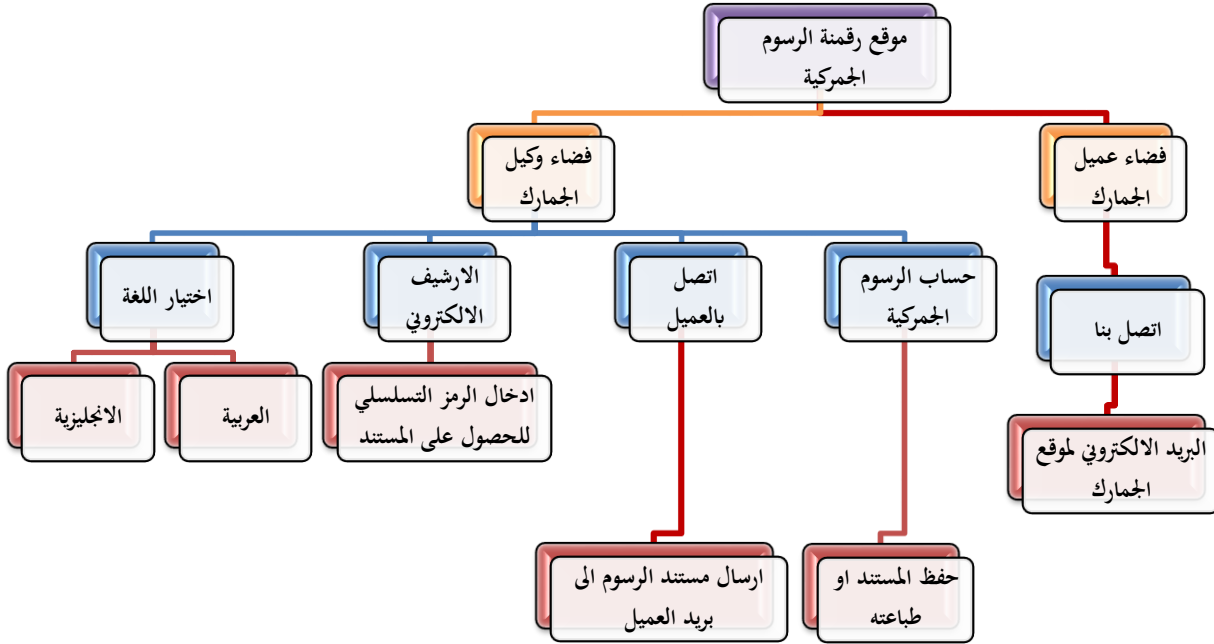 موقع رقمنة الرسوم
الجمركية
فضاء عميل
الجمارك
فضاء وكيل
الجمارك
اتصل بنا
حساب الرسوم
الجمركية
اتصل
بالعميل
الارشيف
الالكتروني
اختيار اللغة
البريد الالكتروني لموقع
الجمارك
حفظ المستند او
طباعته
ارسال مستند الرسوم الى
بريد العميل
ادخال الرمز التسلسلي
للحصول على المستند
العربية
الانجليزية